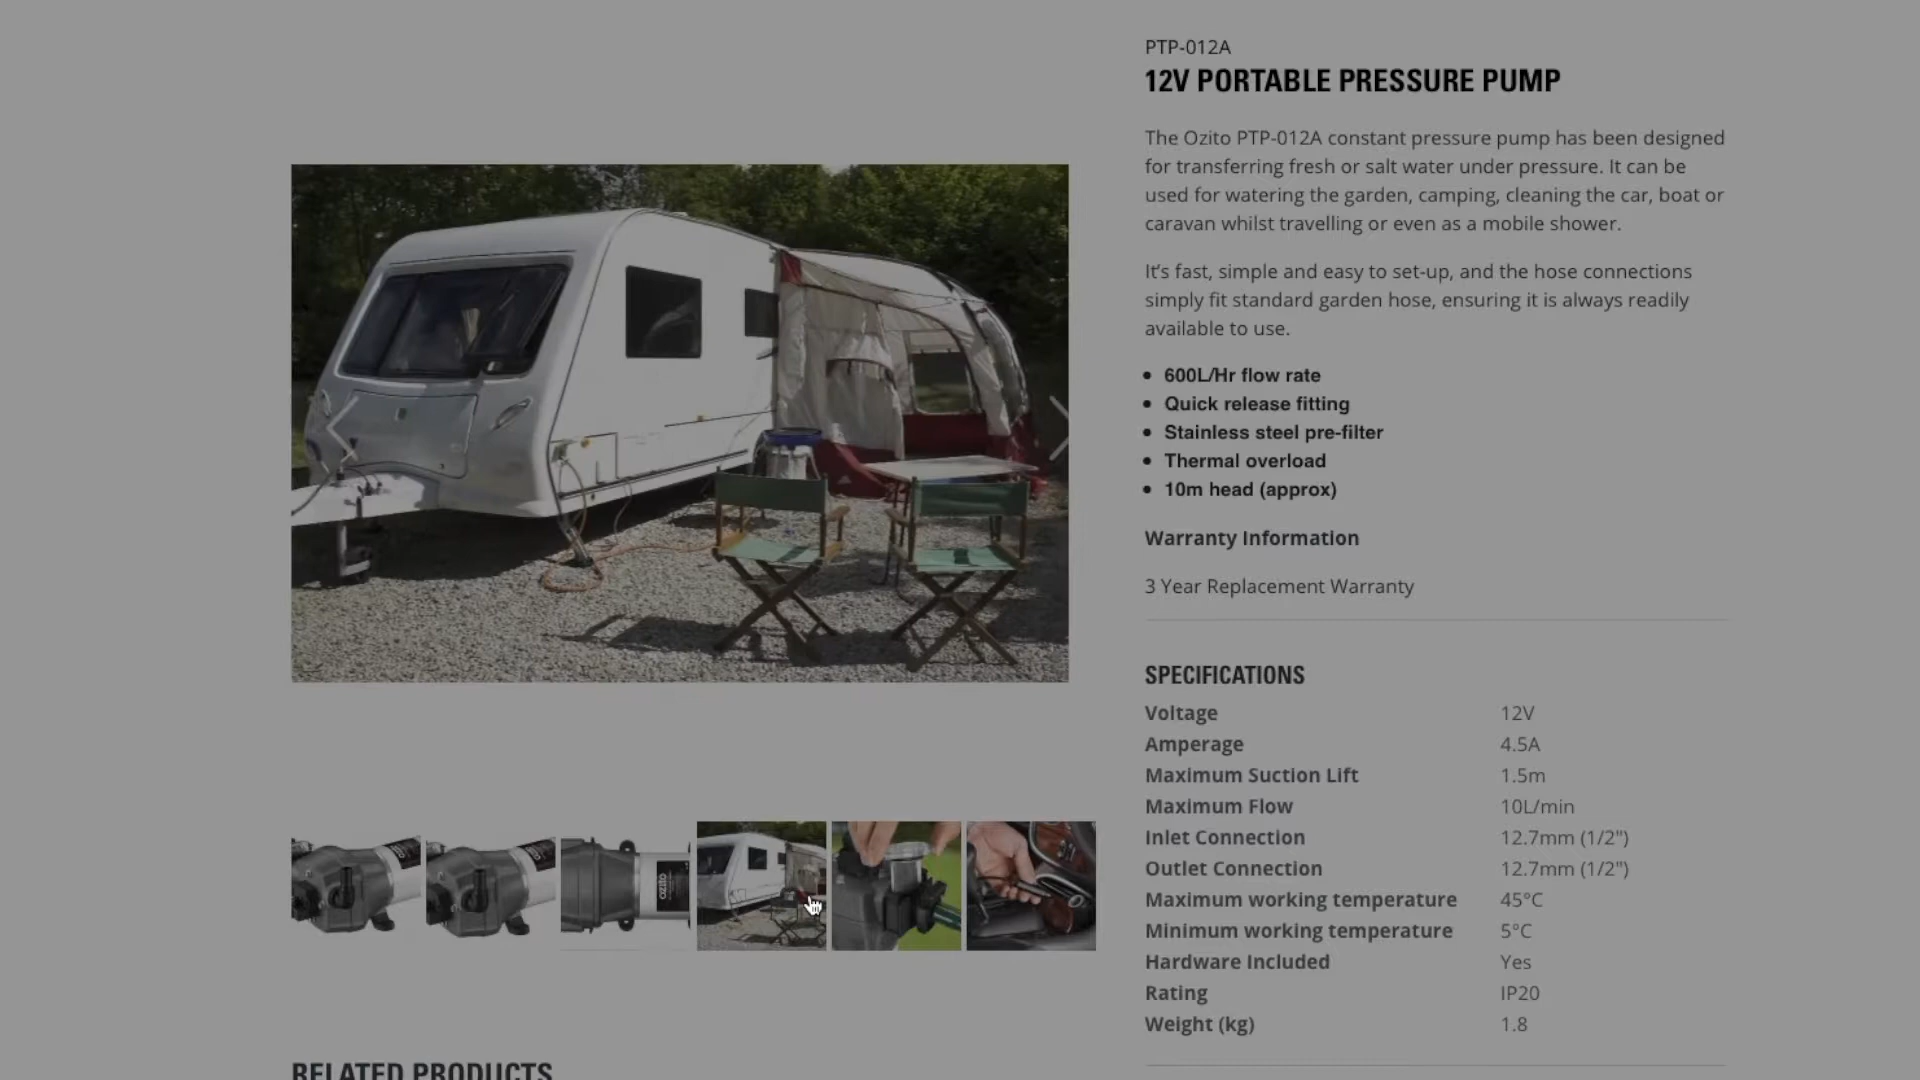 PTP-012A
12V PORTABLE PRESSURE PUMP
The Ozito PTP-012A constant pressure pump has been designed
for transferring fresh or salt water under pressure. It can be
used for watering the garden, camping, cleaning the car, boat or
caravan whilst travelling or even as a mobile shower.
It's fast, simple and easy to set-up, and the hose connections
simply fit standard garden hose, ensuring it is always readily
available to use.
• 600L/Hr flow rate
• Quick release fitting
• Stainless steel pre-filter
• Thermal overload
• 10m head (approx)
Warranty Information
3 Year Replacement Warranty
SPECIFICATIONS
Voltage 12V
Amperage 4.5A
Maximum Suction Lift 1.5m
Maximum Flow 10L/min
Inlet Connection 12.7mm (1/2")
Outlet Connection 12.7mm (1/2")
Maximum working temperature 45°C
Minimum working temperature 5°C
Hardware Included Yes
Rating IP20
Weight (kg) 1.8
ozito
RELATED PRODUCTS